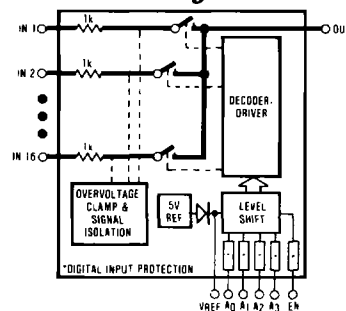 IN 1
1k
OU
IN 2
1k
DECODER/
DRIVER
IN 16
1k
OVERVOLTAGE
CLAMP &
SIGNAL
ISOLATION
5V
REF
LEVEL
SHIFT
*DIGITAL INPUT PROTECTION
VREF A0 A1 A2 A3 EN